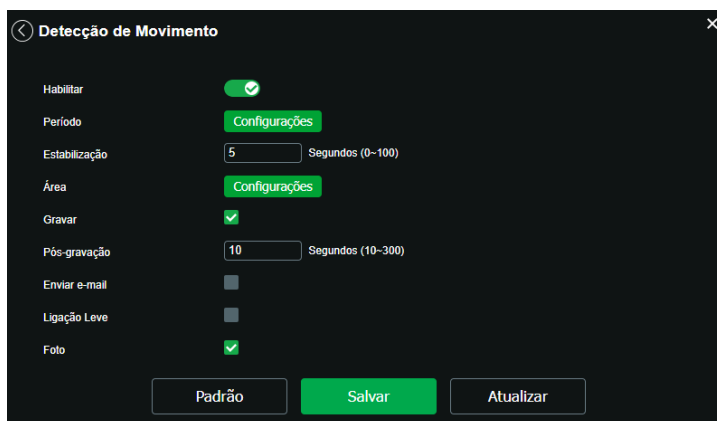 Detecção de Movimento
Habilitar
Período Configurações
Estabilização 5 Segundos (0~100)
Área Configurações
Gravar
Pós-gravação 10 Segundos (10~300)
Enviar e-mail
Ligação Leve
Foto
Padrão Salvar Atualizar